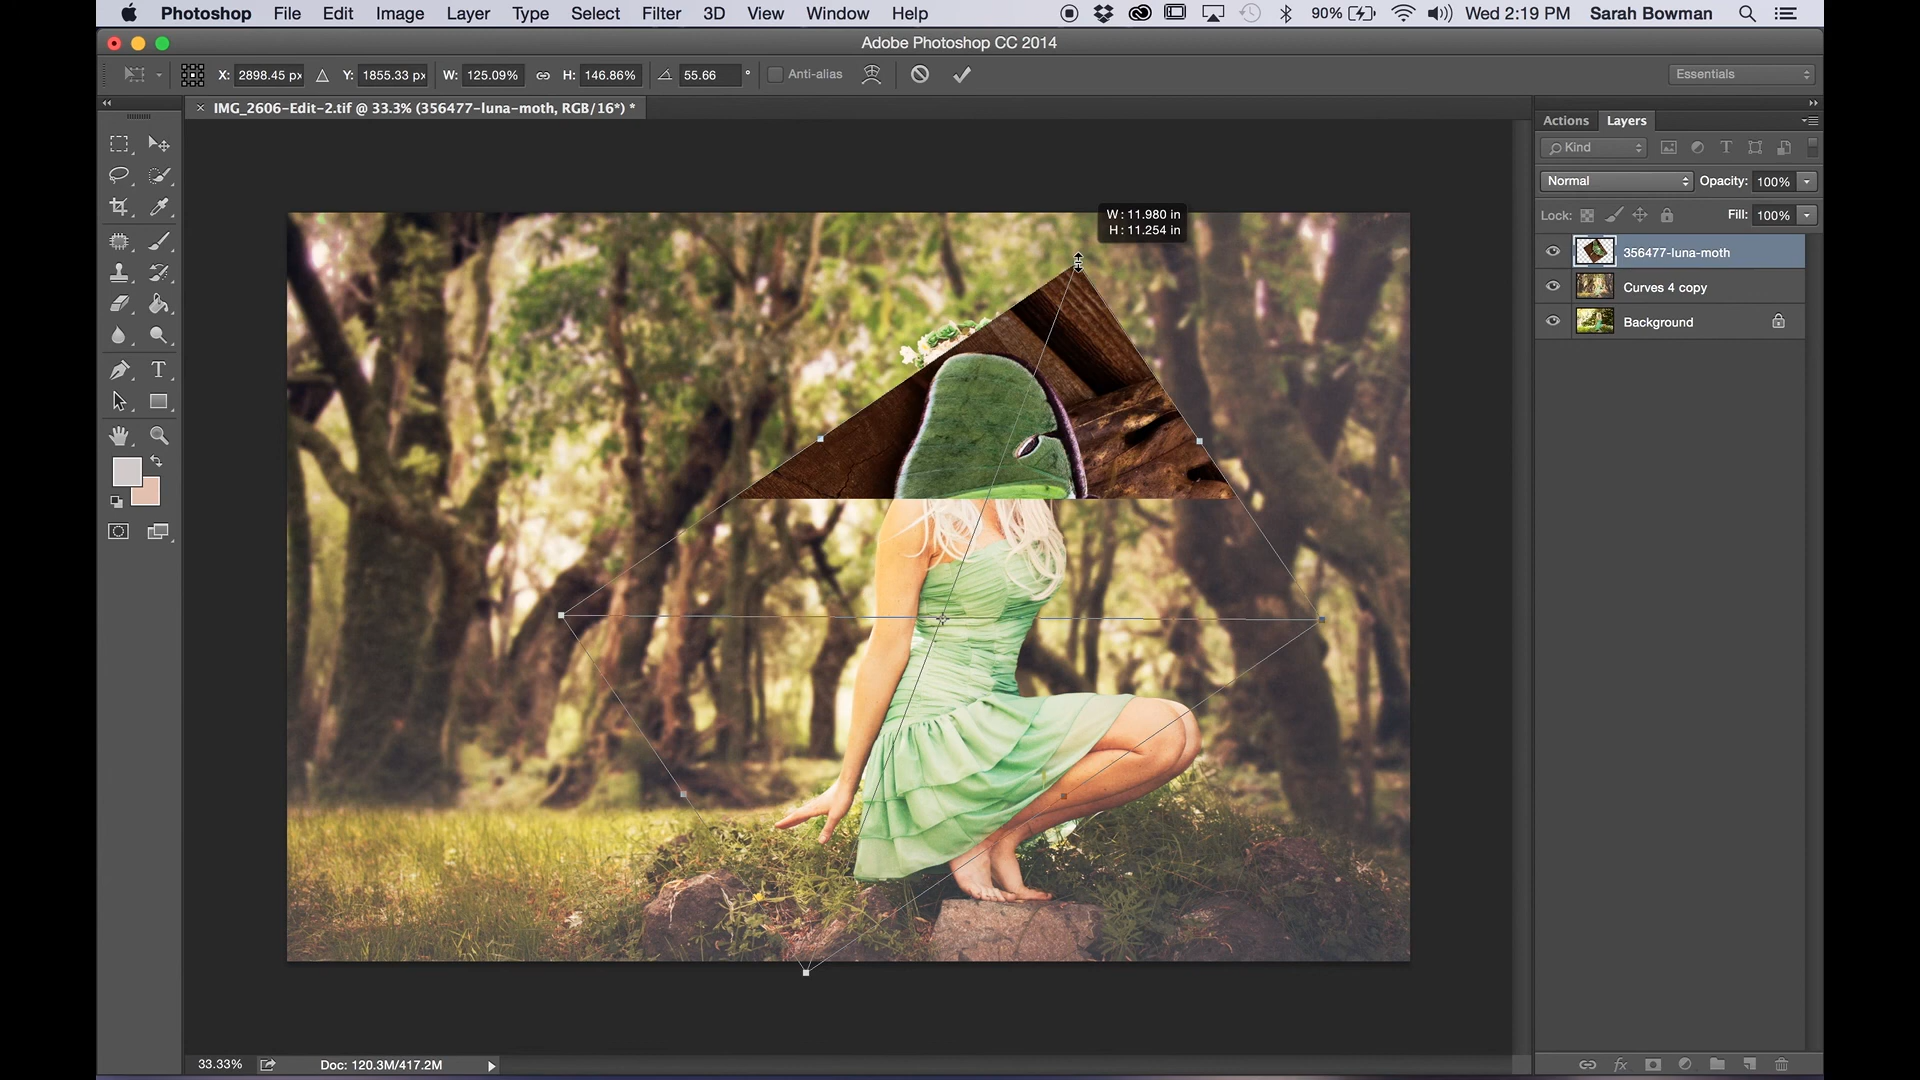 Photoshop File Edit Image Layer Type Select Filter 3D View Window Help 90% Wed 2:19 PM Sarah Bowman
Adobe Photoshop CC 2014
X: 2898.45 px Y: 1855.33 px W: 125.09% H: 146.86% 55.66 ° Anti-alias Essentials
× IMG_2606-Edit-2.tif @ 33.3% (356477-luna-moth, RGB/16*) *
Actions Layers
Kind
Normal Opacity: 100%
Lock: Fill: 100%
W : 11.980 in
H : 11.254 in
356477-luna-moth
Curves 4 copy
Background
33.33% Doc: 120.3M/417.2M